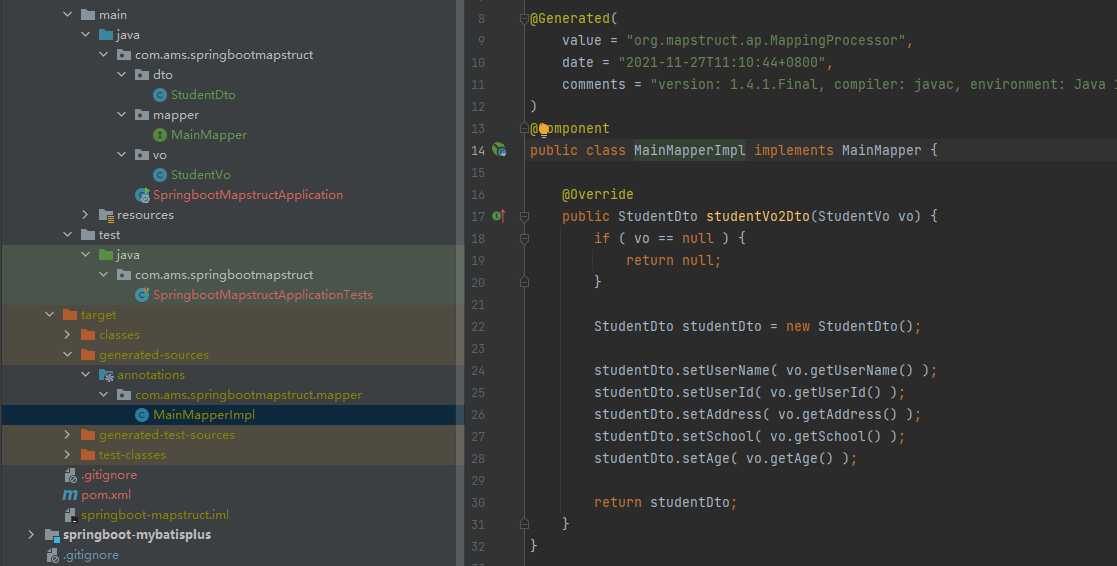 main
java
com.ams.springbootmapstruct
dto
StudentDto
mapper
MainMapper
vo
StudentVo
SpringbootMapstructApplication
resources
test
java
com.ams.springbootmapstruct
SpringbootMapstructApplicationTests
target
classes
generated-sources
annotations
com.ams.springbootmapstruct.mapper
MainMapperImpl
generated-test-sources
test-classes
.gitignore
pom.xml
springboot-mapstruct.iml
springboot-mybatisplus
.gitignore
8 @Generated(
9 value = "org.mapstruct.ap.MappingProcessor",
10 date = "2021-11-27T11:10:44+0800",
11 comments = "version: 1.4.1.Final, compiler: javac, environment: Java
12 )
13 @Component
14 public class MainMapperImpl implements MainMapper {
15
16 @Override
17 public StudentDto studentVo2Dto(StudentVo vo) {
18 if ( vo == null ) {
19 return null;
20 }
21
22 StudentDto studentDto = new StudentDto();
23
24 studentDto.setUserName( vo.getUserName() );
25 studentDto.setUserId( vo.getUserId() );
26 studentDto.setAddress( vo.getAddress() );
27 studentDto.setSchool( vo.getSchool() );
28 studentDto.setAge( vo.getAge() );
29
30 return studentDto;
31 }
32 }